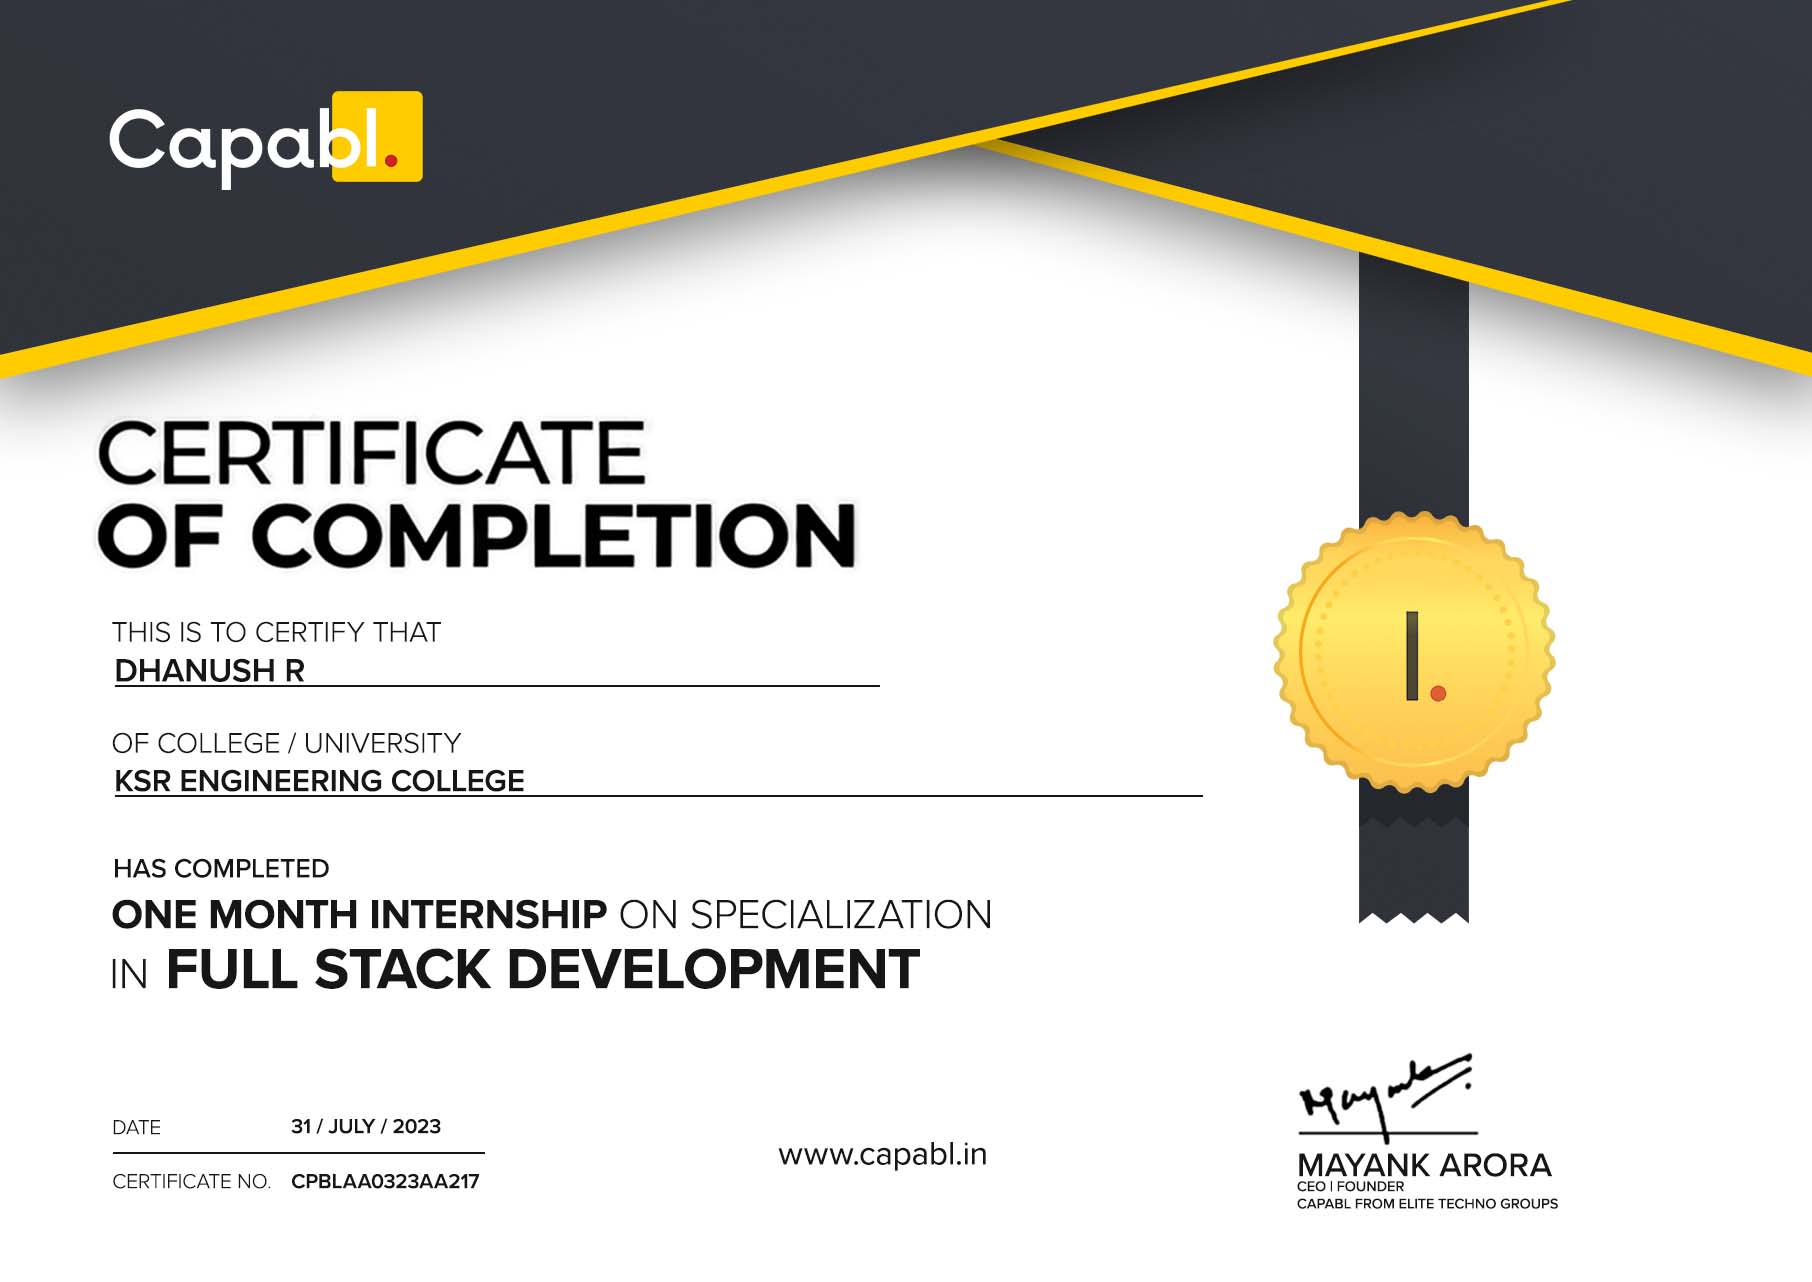 Capabl.
CERTIFICATE
OF COMPLETION
THIS IS TO CERTIFY THAT
DHANUSH R
OF COLLEGE / UNIVERSITY
KSR ENGINEERING COLLEGE
l.
HAS COMPLETED
ONE MONTH INTERNSHIP ON SPECIALIZATION
IN FULL STACK DEVELOPMENT
DATE 31 / JULY / 2023
CERTIFICATE NO. CPBLAA0323AA217
www.capabl.in
Mayank
MAYANK ARORA
CEO | FOUNDER
CAPABL FROM ELITE TECHNO GROUPS